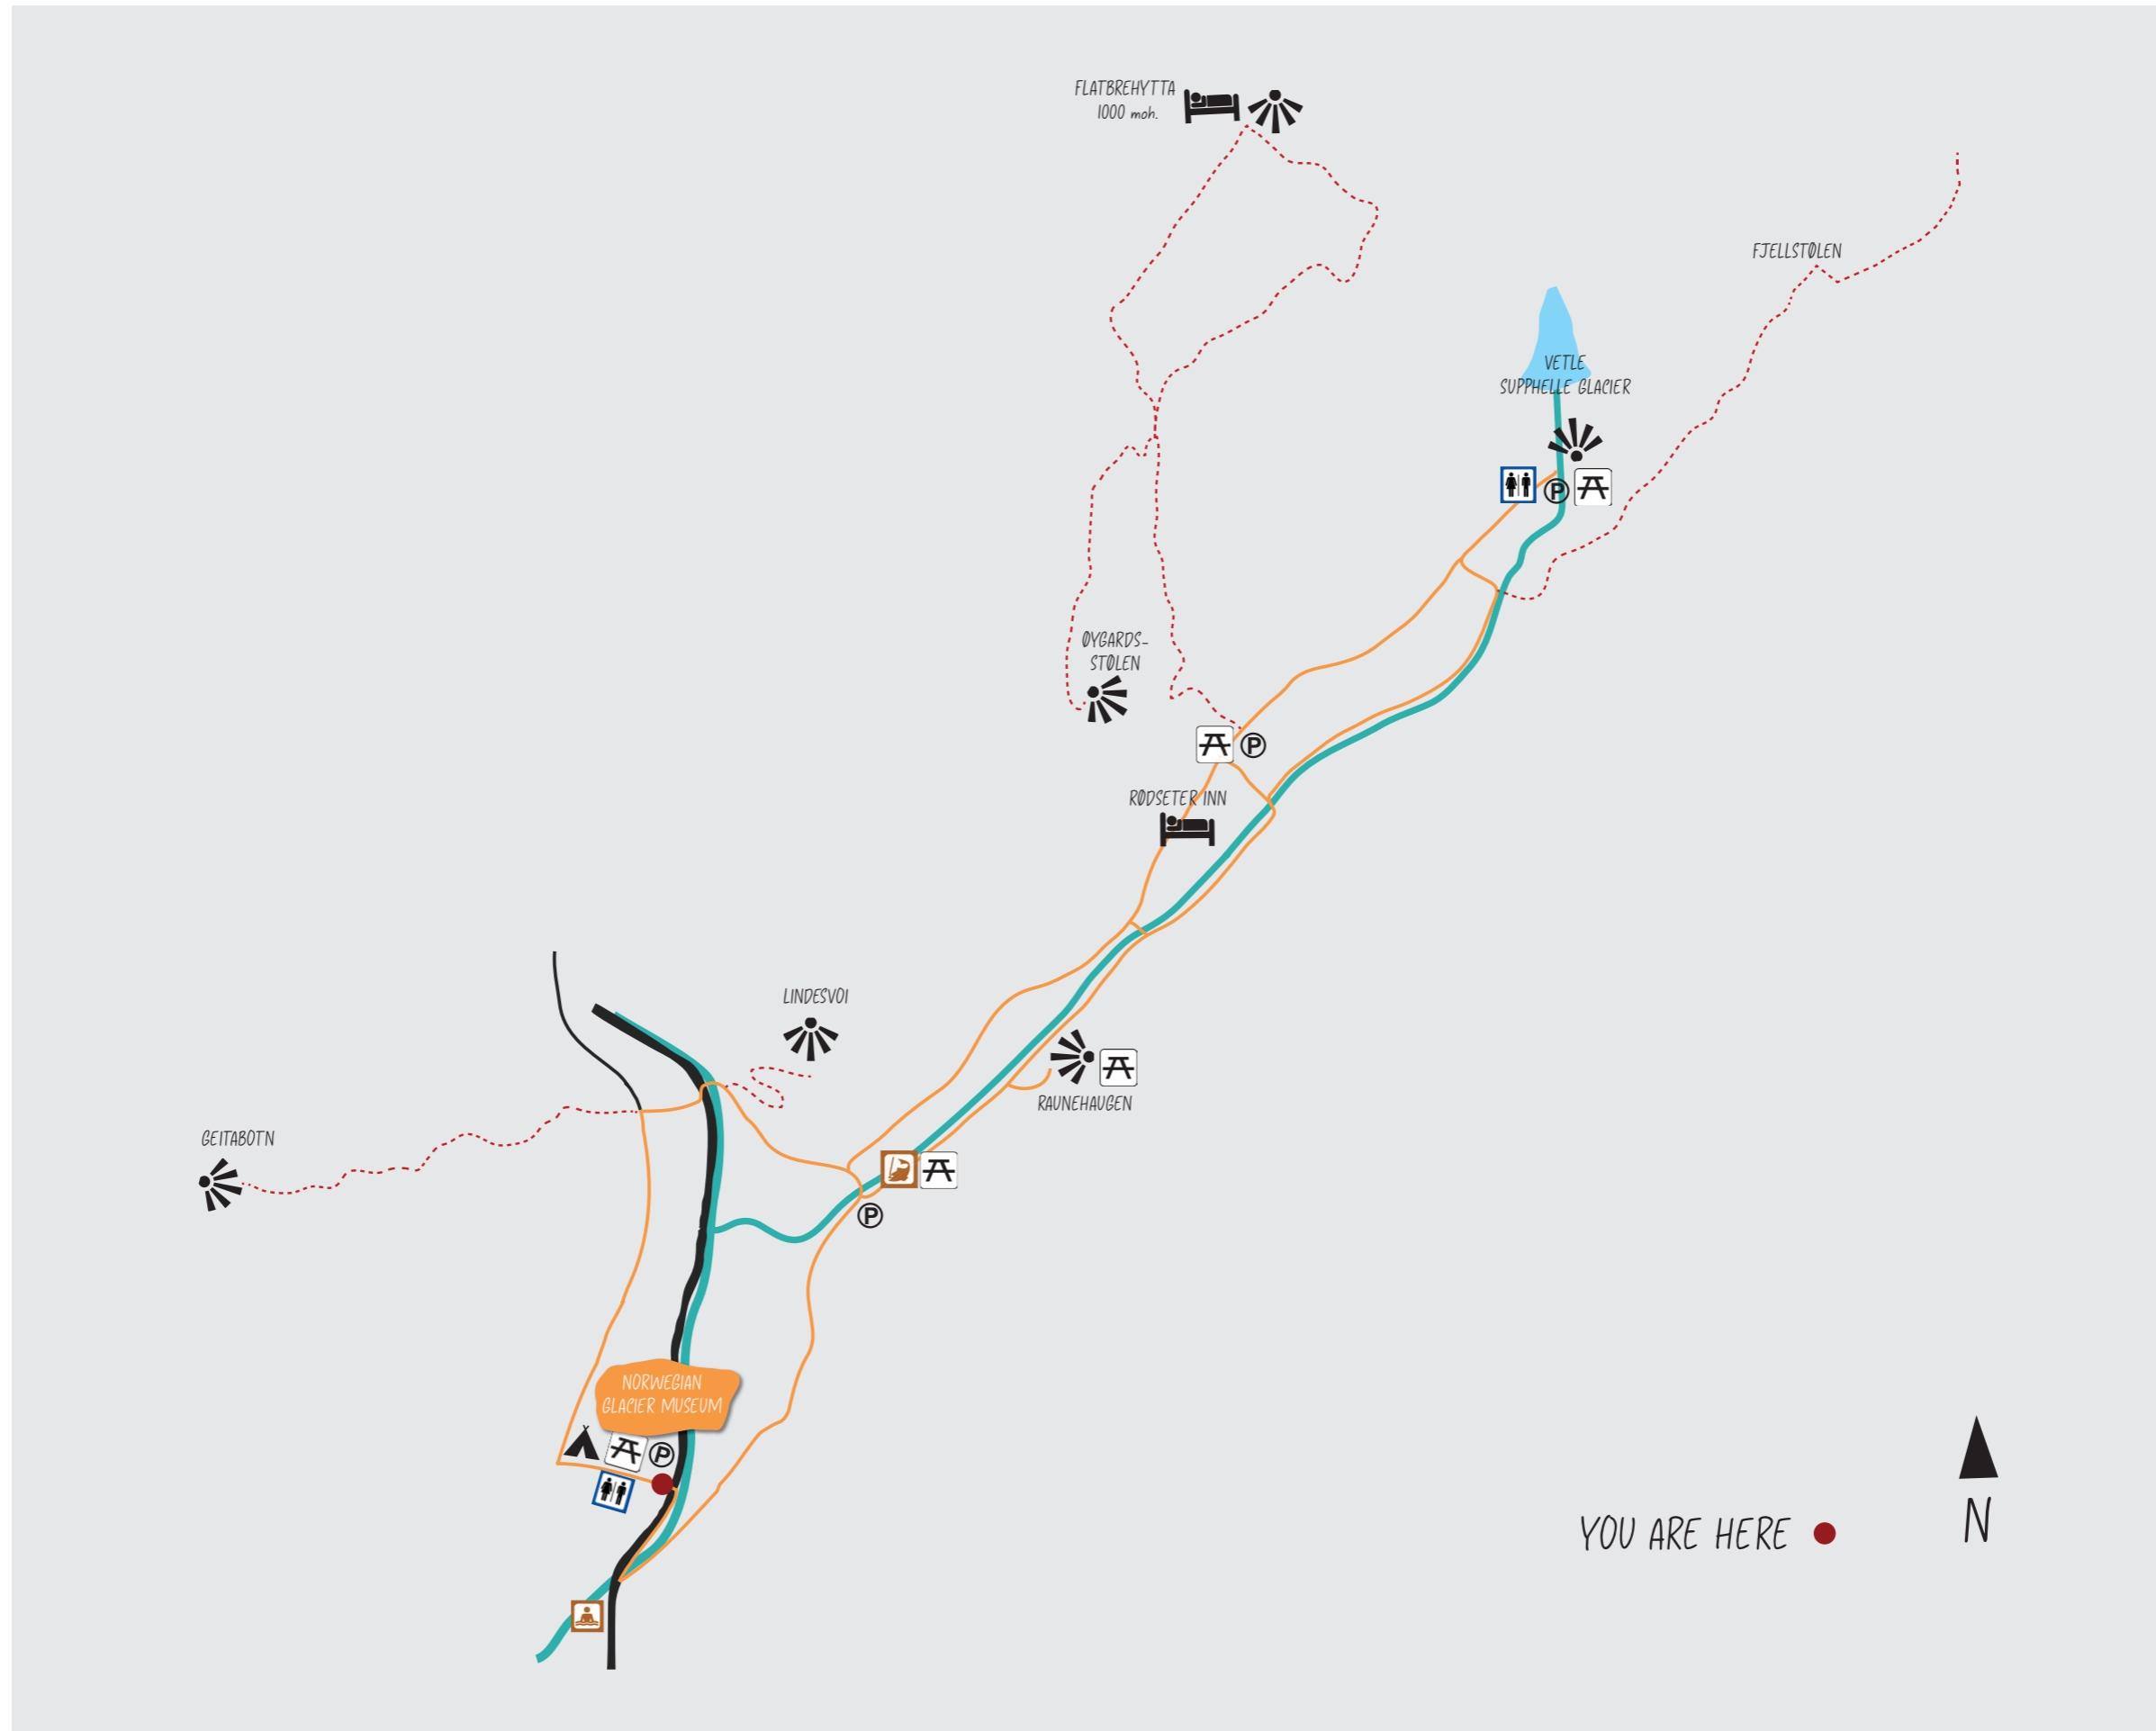 FLATBREHYTTA
1000 moh.
FJELLSTØLEN
VETLE
SUPPHELLE GLACIER
P
ØYGARDS-
STØLEN
P
RØDSETER INN
LINDESVOI
RAUNEHAUGEN
GEITABOTN
P
NORWEGIAN
GLACIER MUSEUM
P
YOU ARE HERE
N